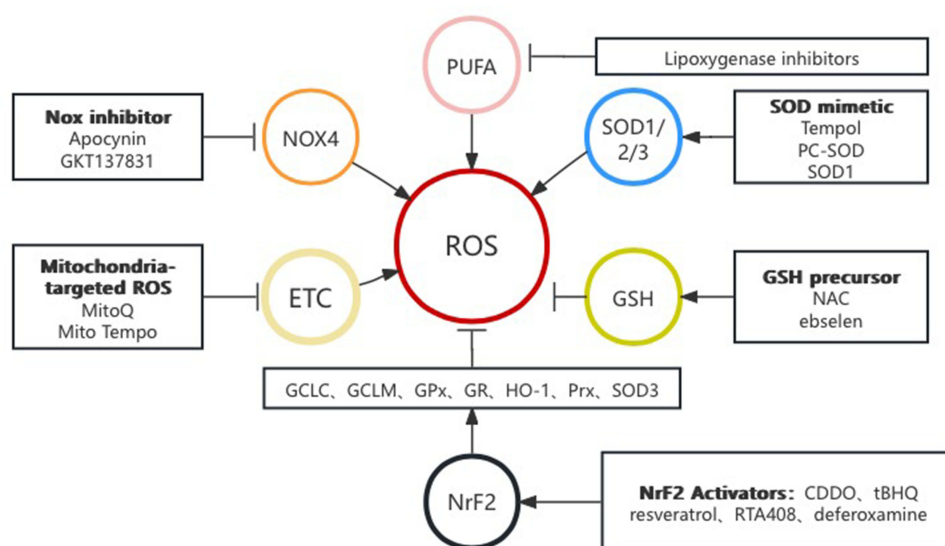 PUFA
Lipoxygenase inhibitors
Nox inhibitor
Apocynin
GKT137831
NOX4
SOD1/
2/3
SOD mimetic
Tempol
PC-SOD
SOD1
ROS
Mitochondria-
targeted ROS
MitoQ
Mito Tempo
ETC
GSH
GSH precursor
NAC
ebselen
GCLC、GCLM、GPx、GR、HO-1、Prx、SOD3
NrF2
NrF2 Activators：CDDO、tBHQ
resveratrol、RTA408、deferoxamine